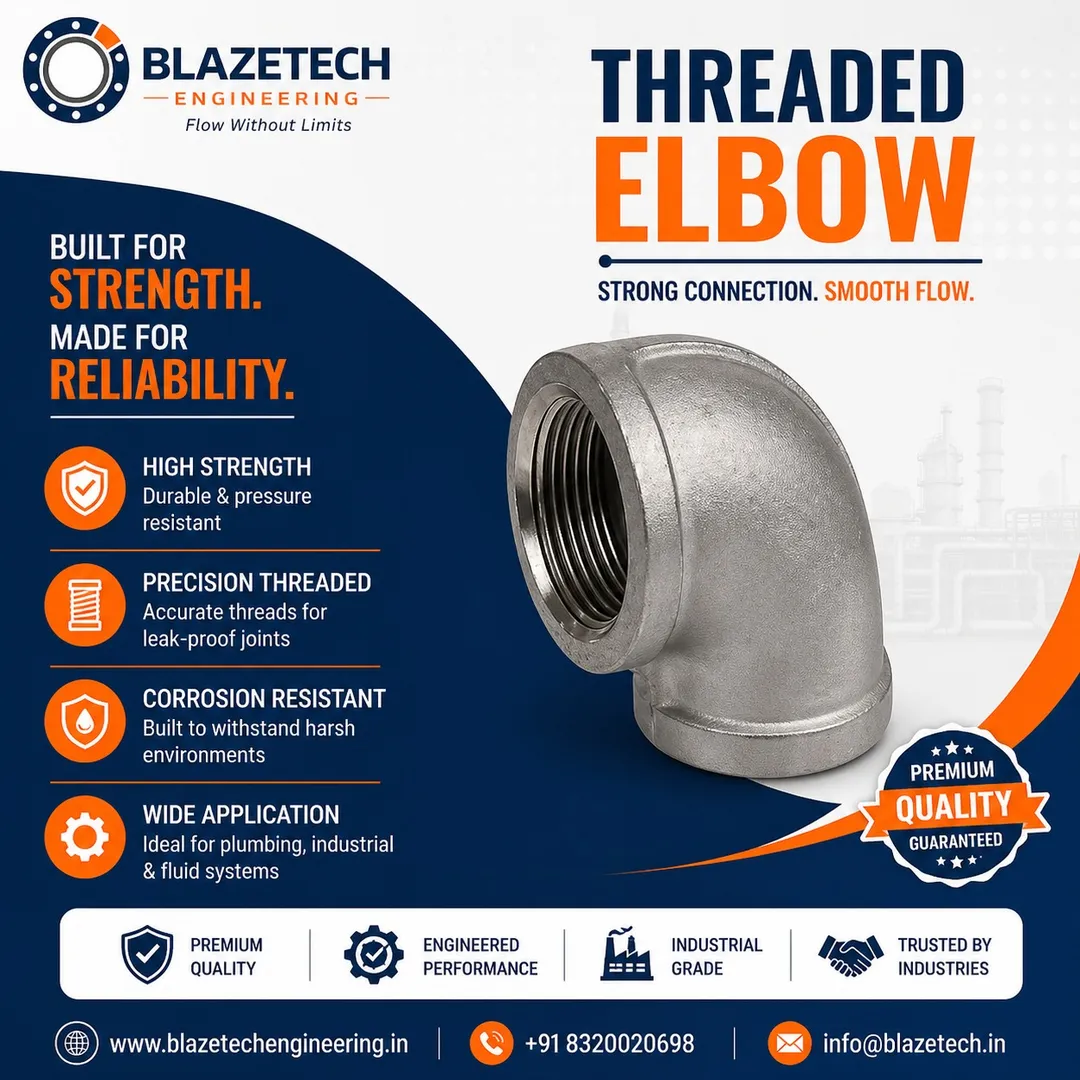 BLAZETECH
ENGINEERING
Flow Without Limits
THREADED
ELBOW
STRONG CONNECTION. SMOOTH FLOW.
BUILT FOR
STRENGTH.
MADE FOR
RELIABILITY.
HIGH STRENGTH
Durable & pressure
resistant
PRECISION THREADED
Accurate threads for
leak-proof joints
CORROSION RESISTANT
Built to withstand harsh
environments
WIDE APPLICATION
Ideal for plumbing, industrial
& fluid systems
PREMIUM
QUALITY
GUARANTEED
PREMIUM
QUALITY
ENGINEERED
PERFORMANCE
INDUSTRIAL
GRADE
TRUSTED BY
INDUSTRIES
www.blazetechengineering.in
+91 8320020698
info@blazetech.in